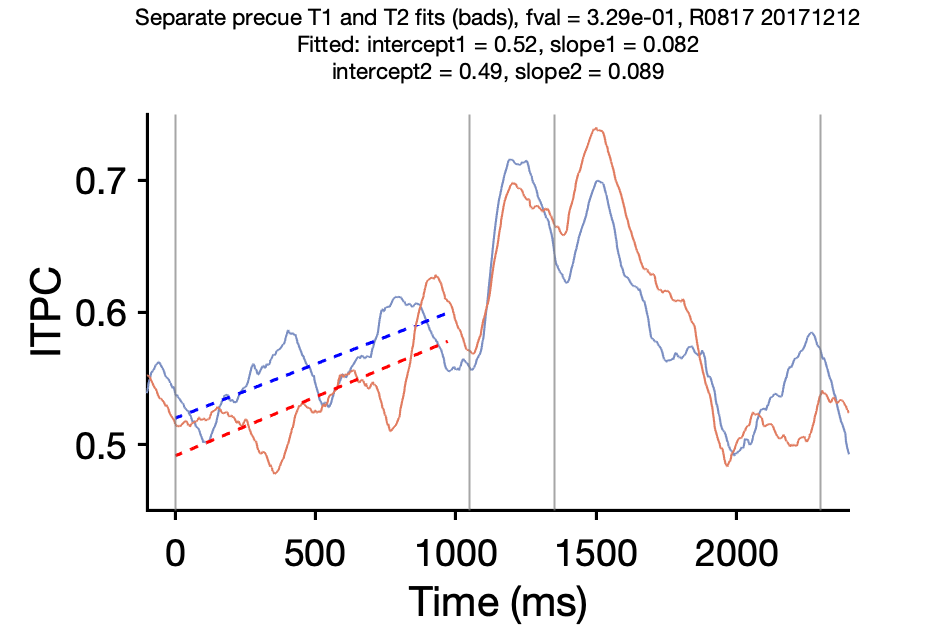 Separate precue T1 and T2 fits (bads), fval = 3.29e-01, R0817 20171212
Fitted: intercept1 = 0.52, slope1 = 0.082
intercept2 = 0.49, slope2 = 0.089
0.7
0.6
0.5
ITPC
0 500 1000 1500 2000
Time (ms)